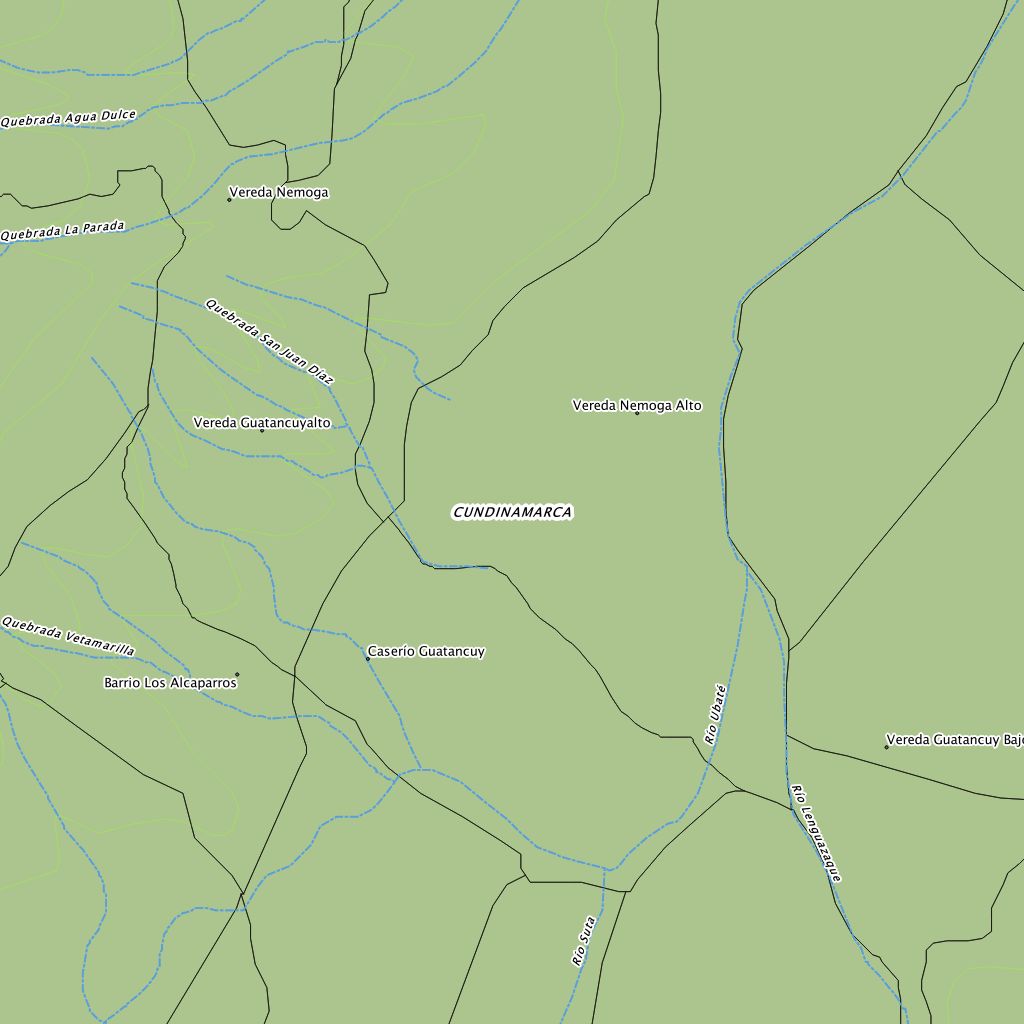 Quebrada Agua Dulce
Vereda Nemoga
Quebrada La Parada
Quebrada San Juan Díaz
Vereda Nemoga Alto
Vereda Guatancuyalto
CUNDINAMARCA
Quebrada Vetamarilla
Caserío Guatancuy
Barrio Los Alcaparros
Río Ubaté
Vereda Guatancuy Bajo
Río Lenguazaque
Río Suta